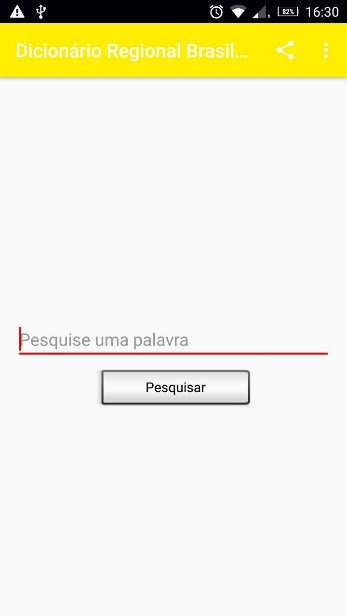 82% 16:30
Dicionário Regional Brasil...
Pesquise uma palavra
Pesquisar